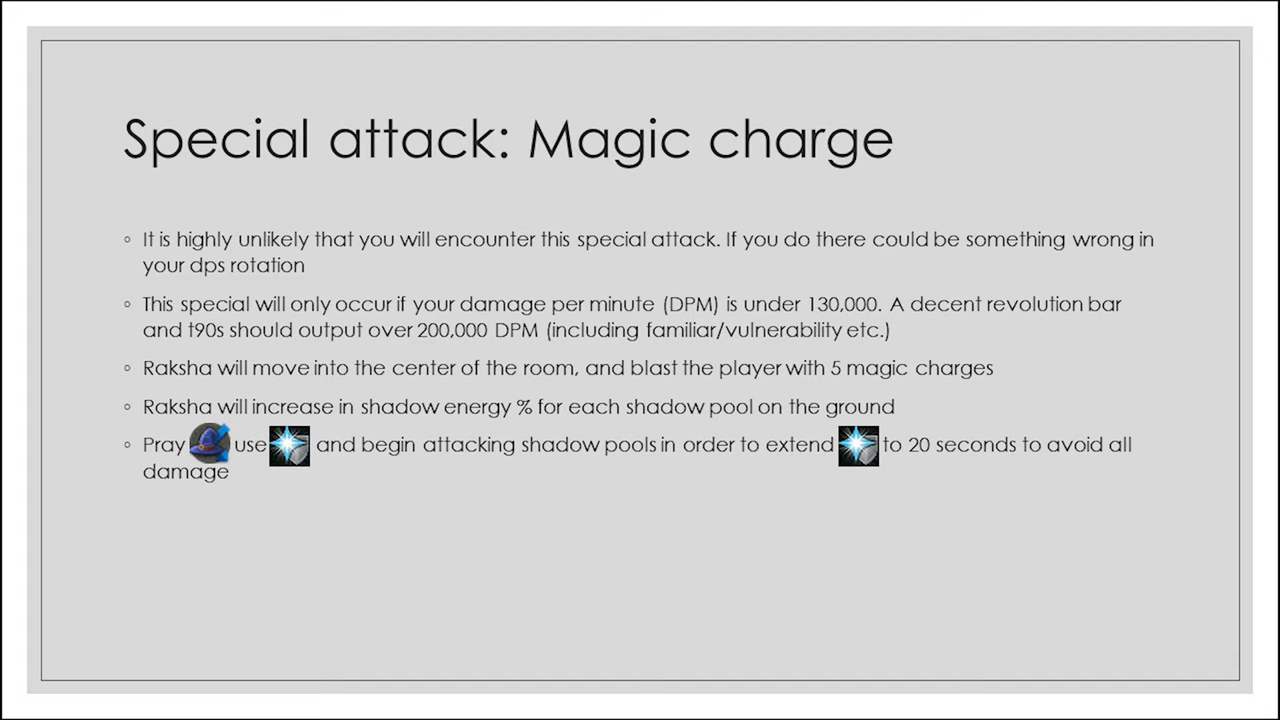 Special attack: Magic charge
◦ It is highly unlikely that you will encounter this special attack. If you do there could be something wrong in
your dps rotation
◦ This special will only occur if your damage per minute (DPM) is under 130,000. A decent revolution bar
and t90s should output over 200,000 DPM (including familiar/vulnerability etc.)
◦ Raksha will move into the center of the room, and blast the player with 5 magic charges
◦ Raksha will increase in shadow energy % for each shadow pool on the ground
◦ Pray use and begin attacking shadow pools in order to extend to 20 seconds to avoid all
damage